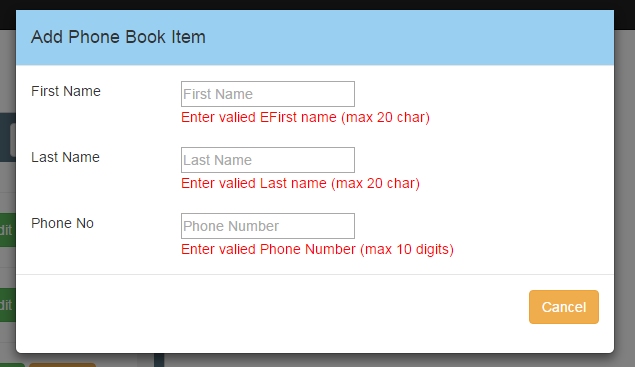 Add Phone Book Item
First Name
First Name
Enter valied EFirst name (max 20 char)
Last Name
Last Name
Enter valied Last name (max 20 char)
Phone No
Phone Number
Enter valied Phone Number (max 10 digits)
Cancel
dit
dit